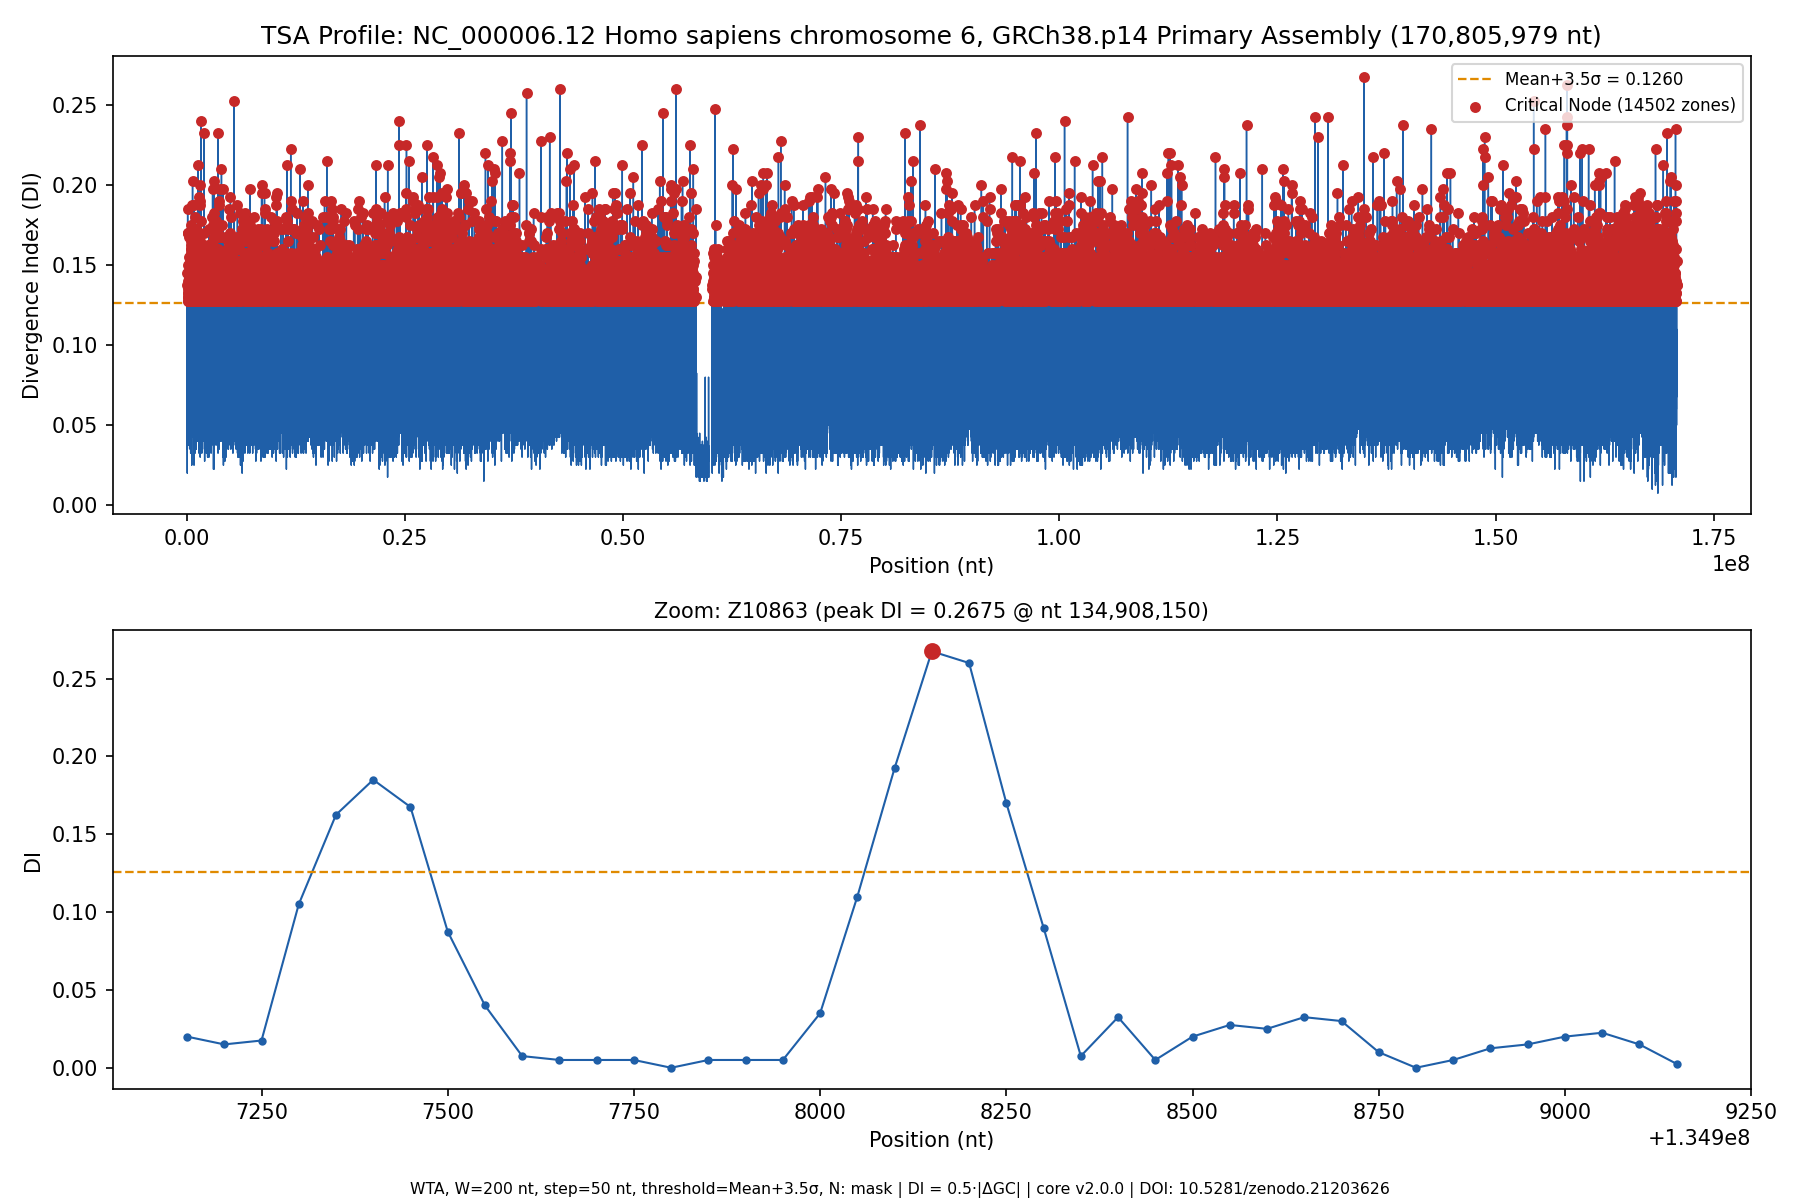 TSA Profile: NC_000006.12 Homo sapiens chromosome 6, GRCh38.p14 Primary Assembly (170,805,979 nt)
Mean+3.5σ = 0.1260
Critical Node (14502 zones)
Divergence Index (DI)
0.25
0.20
0.15
0.10
0.05
0.00
0.00 0.25 0.50 0.75 1.00 1.25 1.50 1.75
1e8
Position (nt)
Zoom: Z10863 (peak DI = 0.2675 @ nt 134,908,150)
DI
0.25
0.20
0.15
0.10
0.05
0.00
7250 7500 7750 8000 8250 8500 8750 9000 9250
+1.349e8
Position (nt)
WTA, W=200 nt, step=50 nt, threshold=Mean+3.5σ, N: mask | DI = 0.5·|ΔGC| | core v2.0.0 | DOI: 10.5281/zenodo.21203626